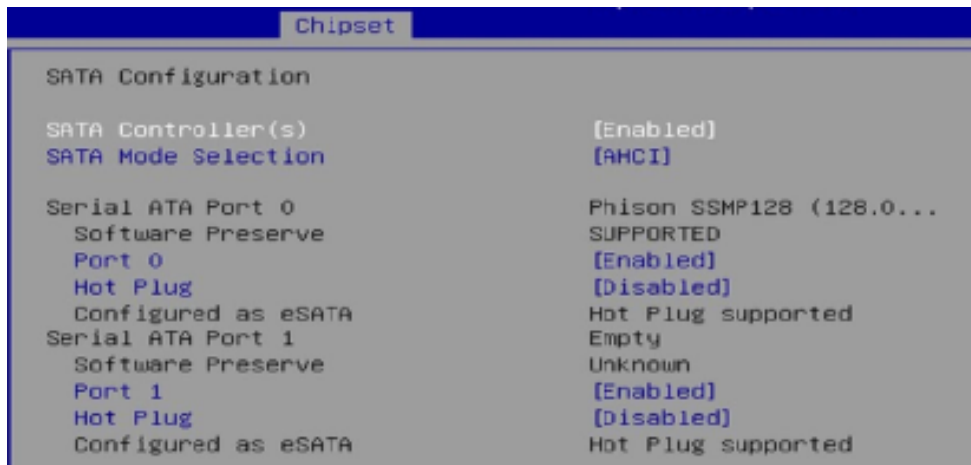 Chipset
SATA Configuration
SATA Controller(s) [Enabled]
SATA Mode Selection [AHCI]
Serial ATA Port 0 Phison SSMP128 (128.0...
Software Preserve SUPPORTED
Port 0 [Enabled]
Hot Plug [Disabled]
Configured as eSATA Hot Plug supported
Serial ATA Port 1 Empty
Software Preserve Unknown
Port 1 [Enabled]
Hot Plug [Disabled]
Configured as eSATA Hot Plug supported